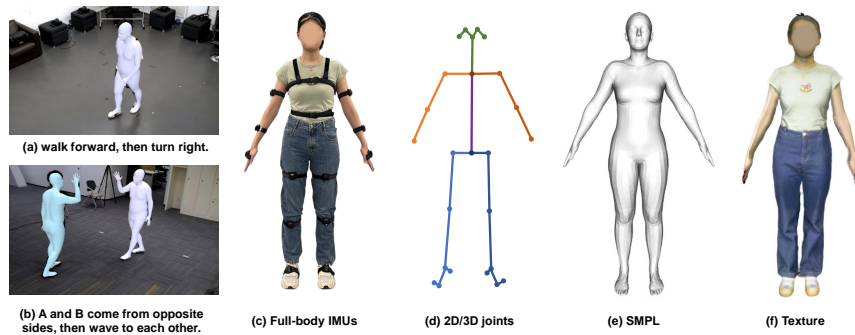 (a) walk forward, then turn right.
(b) A and B come from opposite
sides, then wave to each other.
(c) Full-body IMUs
(d) 2D/3D joints
(e) SMPL
(f) Texture